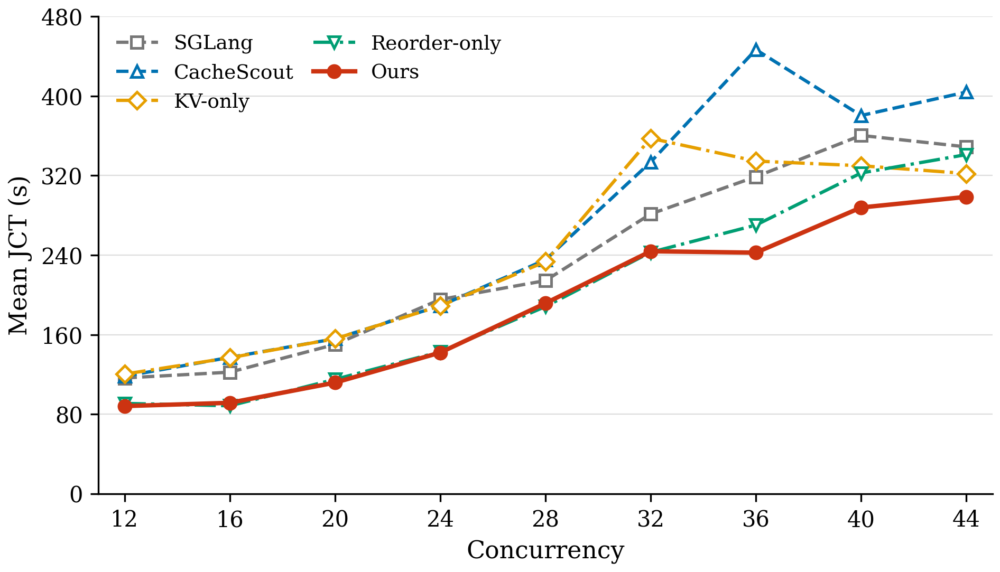 480
400
320
240
160
80
0
Mean JCT (s)
SGLang
CacheScout
KV-only
Reorder-only
Ours
12 16 20 24 28 32 36 40 44
Concurrency